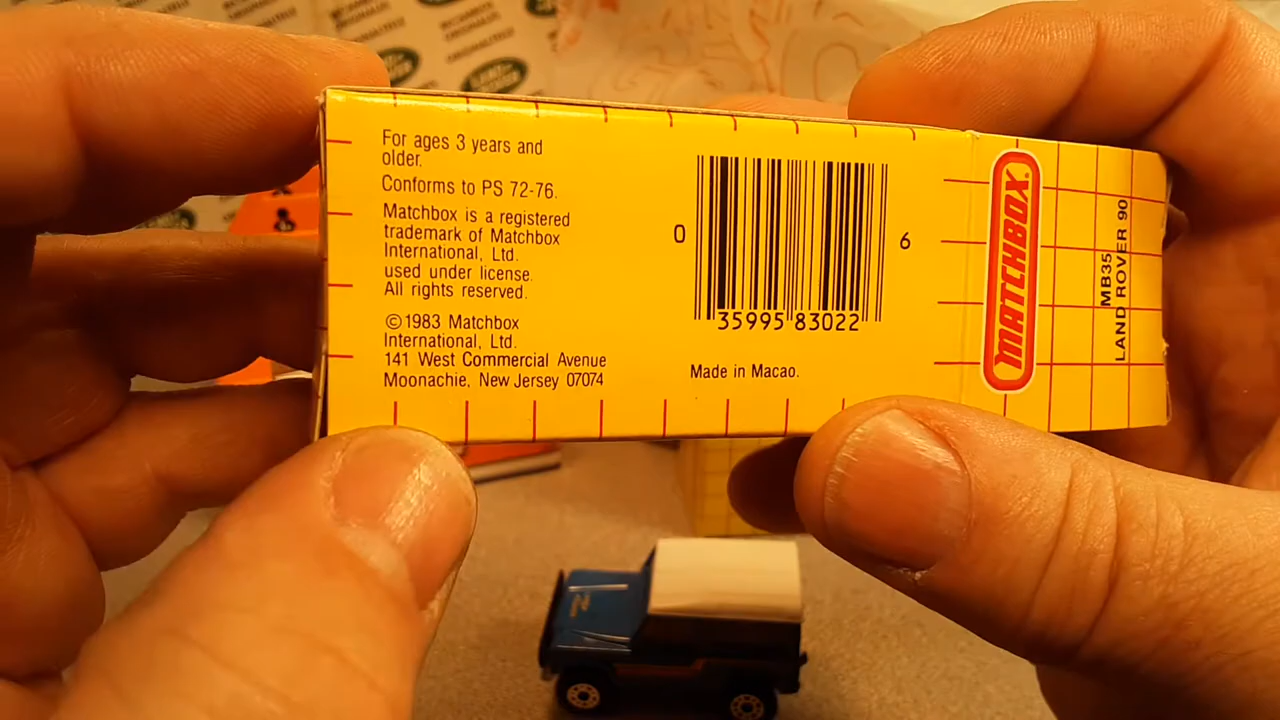 For ages 3 years and
older.
Conforms to PS 72-76.
Matchbox is a registered
trademark of Matchbox
International, Ltd.
used under license.
All rights reserved.
©1983 Matchbox
International, Ltd.
141 West Commercial Avenue
Moonachie, New Jersey 07074
0 35995 83022 6
Made in Macao.
MATCHBOX
MB35
LAND ROVER 90